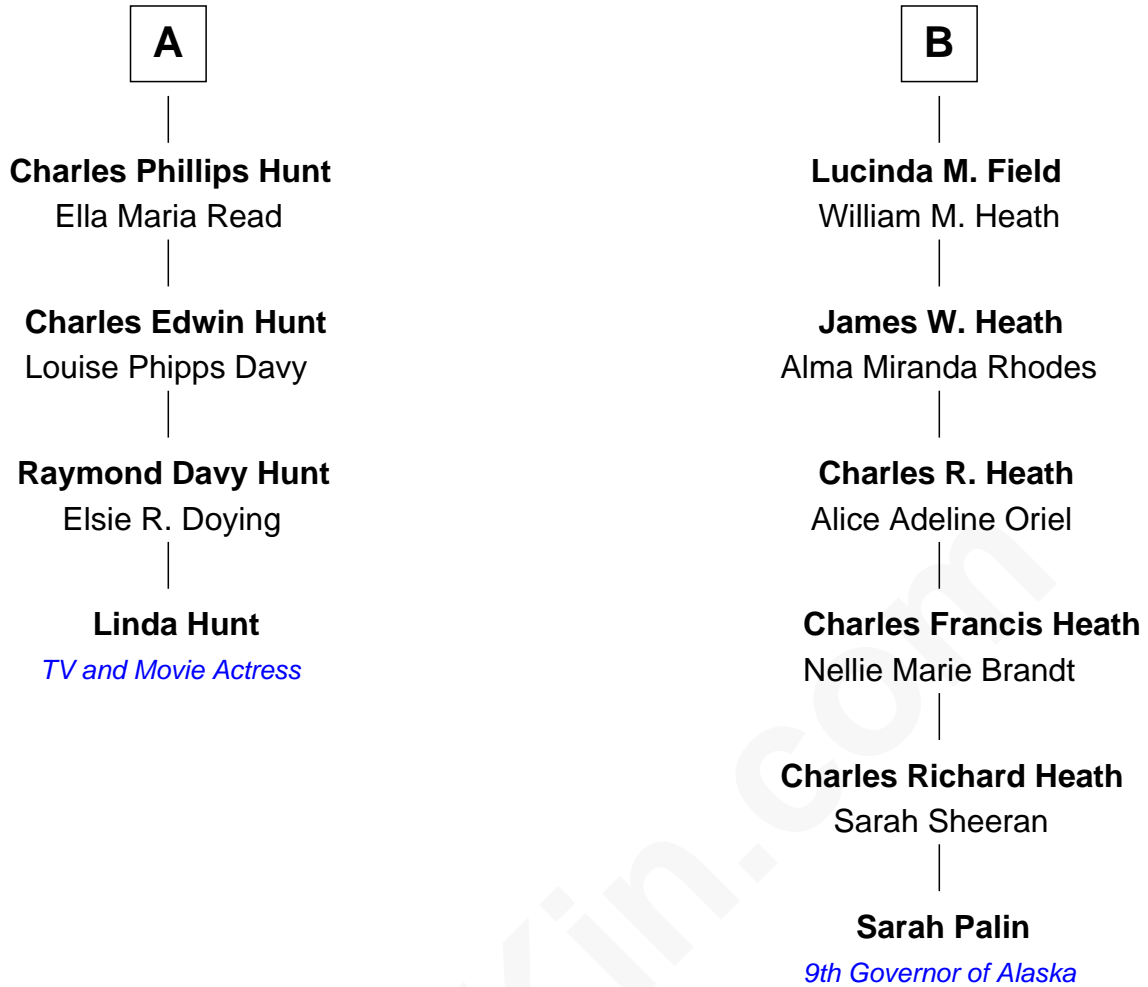 A
Charles Phillips Hunt
Ella Maria Read
Charles Edwin Hunt
Louise Phipps Davy
Raymond Davy Hunt
Elsie R. Doying
Linda Hunt
TV and Movie Actress
B
Lucinda M. Field
William M. Heath
James W. Heath
Alma Miranda Rhodes
Charles R. Heath
Alice Adeline Oriel
Charles Francis Heath
Nellie Marie Brandt
Charles Richard Heath
Sarah Sheeran
Sarah Palin
9th Governor of Alaska
Kin.com